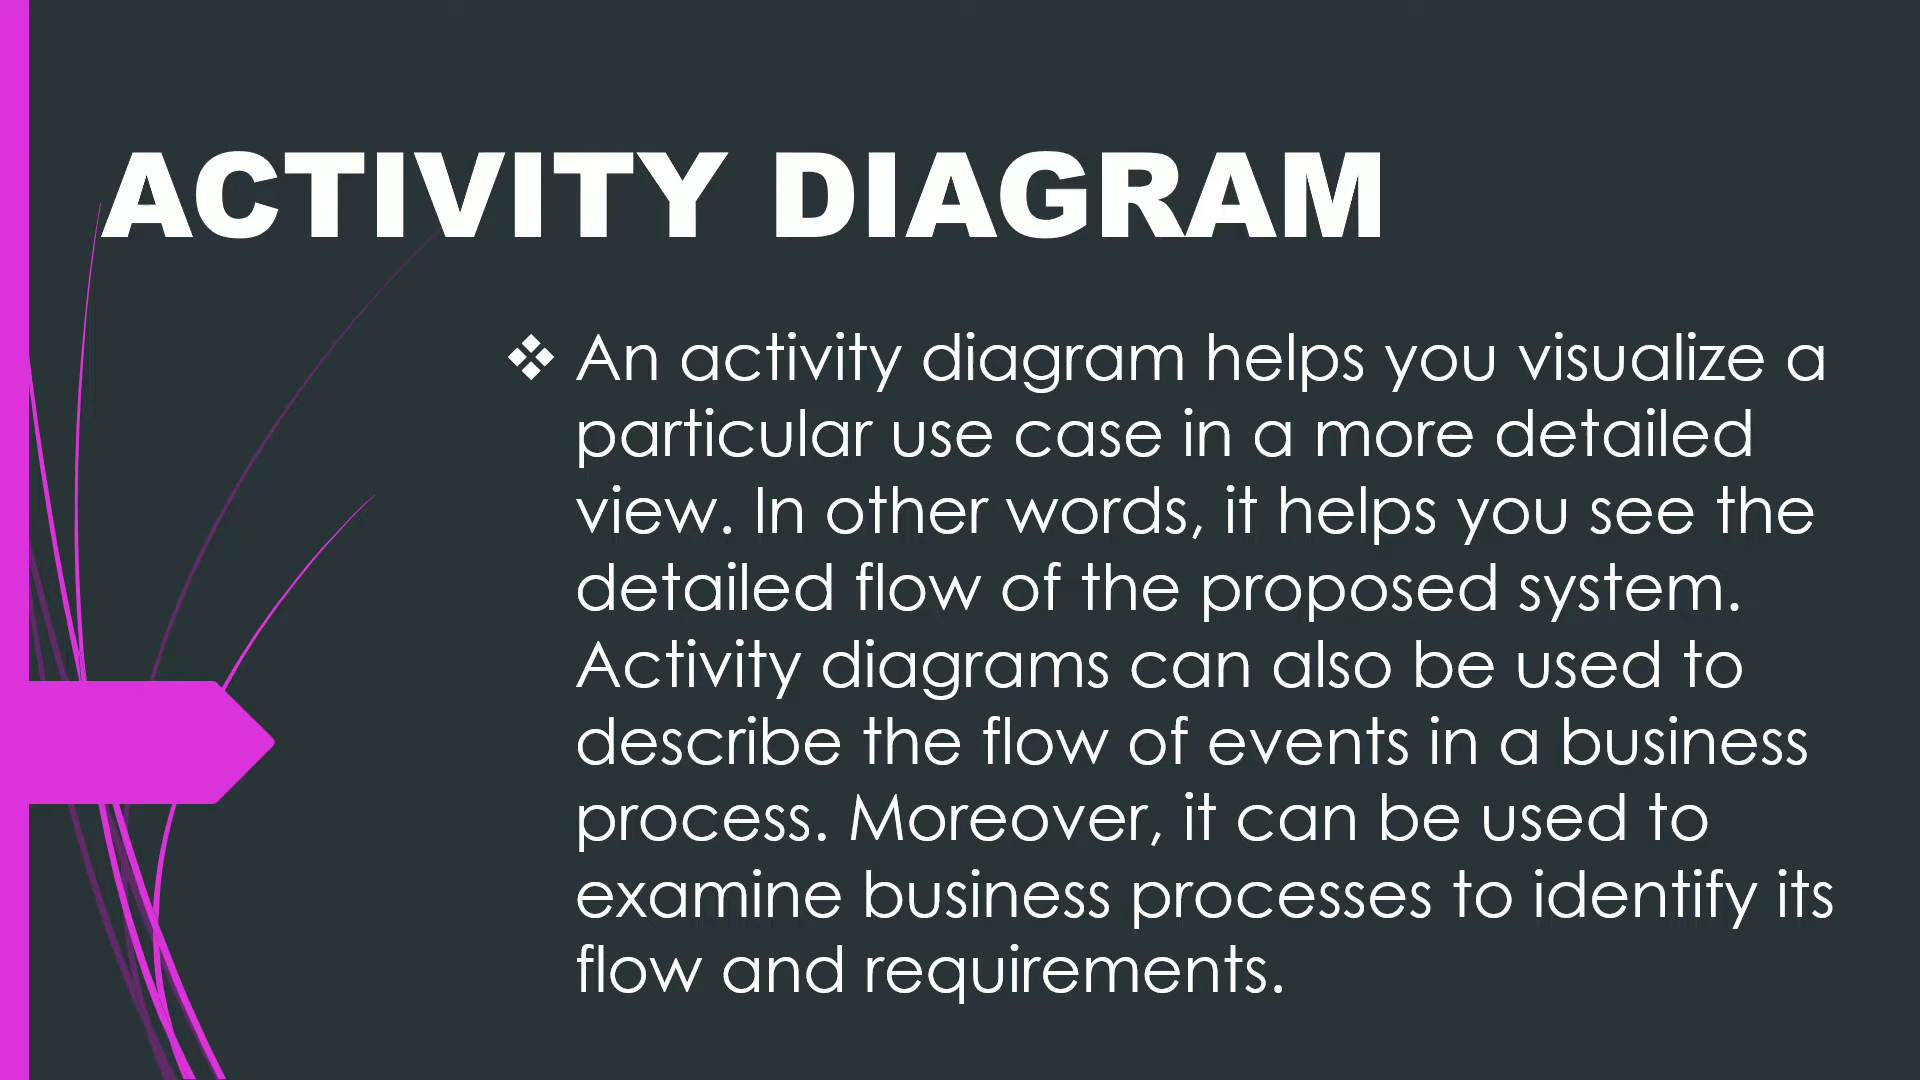 ACTIVITY DIAGRAM
❖ An activity diagram helps you visualize a
particular use case in a more detailed
view. In other words, it helps you see the
detailed flow of the proposed system.
Activity diagrams can also be used to
describe the flow of events in a business
process. Moreover, it can be used to
examine business processes to identify its
flow and requirements.